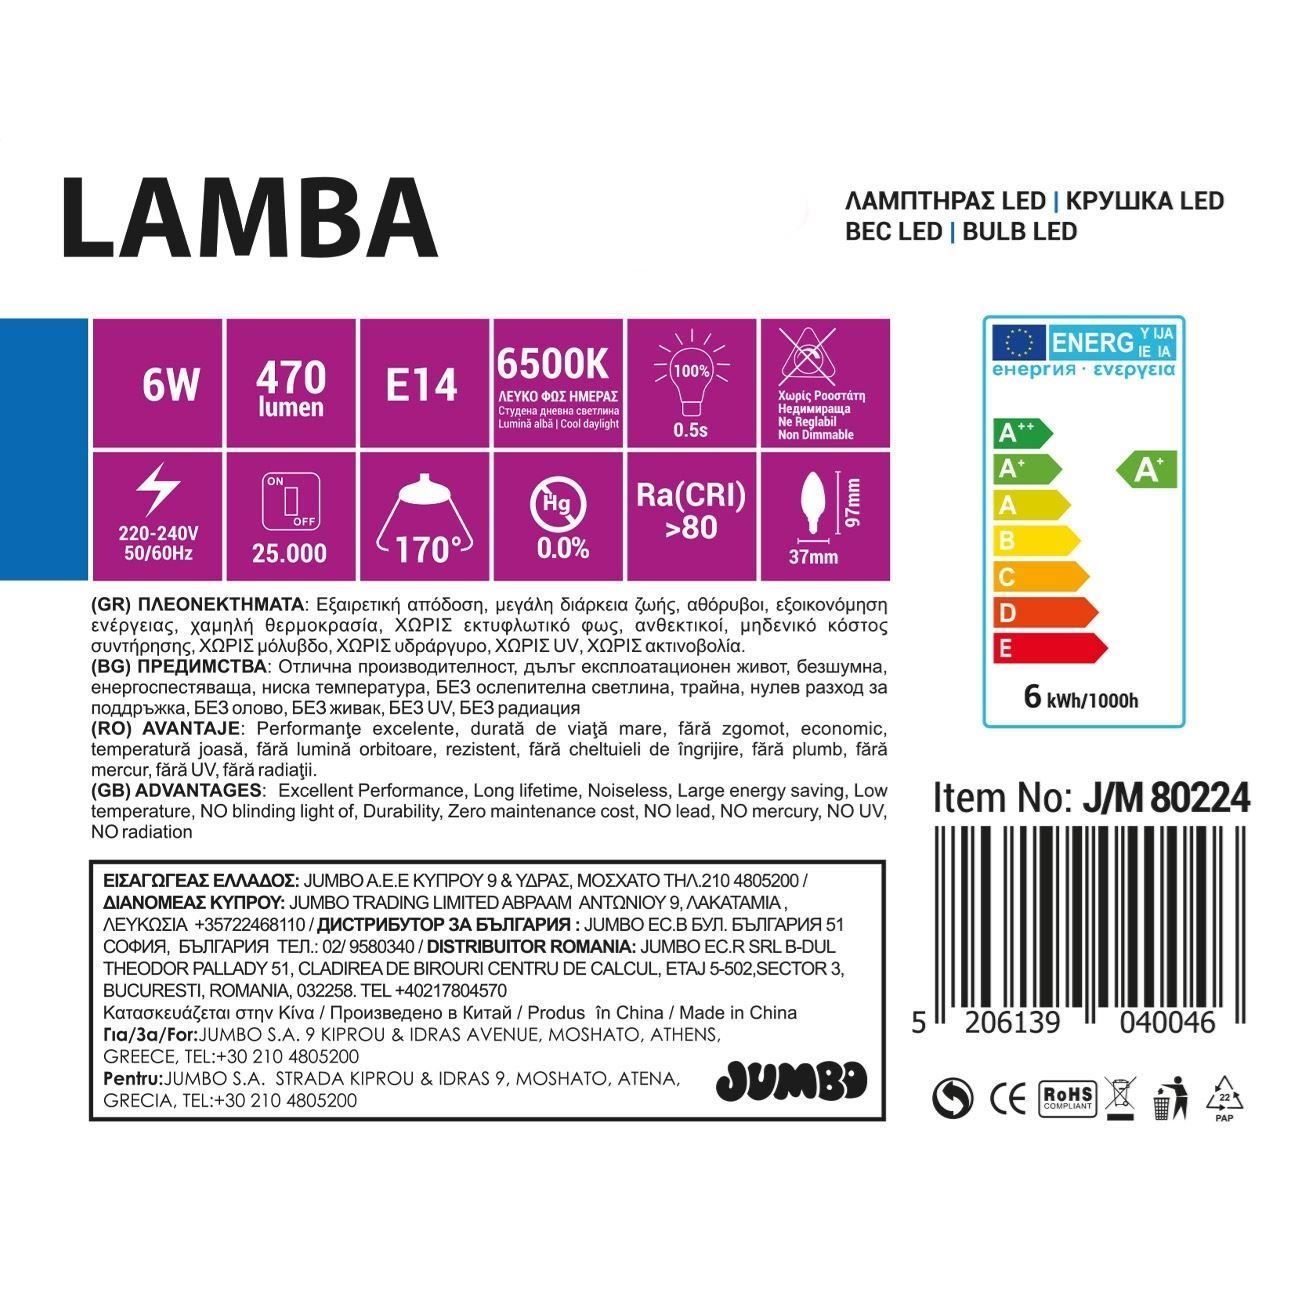 LAMBA
ΛΑΜΠΤΗΡΑΣ LED | КРУШКА LED
BEC LED | BULB LED
6W
470
lumen
E14
6500K
ΛΕΥΚΟ ΦΩΣ ΗΜΕΡΑΣ
Студена дневна светлина
Lumină albă | Cool daylight
100%
0.5s
Χωρίς Ροοστάτη
Недимираща
Ne Reglabil
Non Dimmable
220-240V
50/60Hz
ON
OFF
25.000
170°
Hg
0.0%
Ra(CRI)
>80
97mm
37mm
ENERG Y IJA
IE IA
енергия · ενεργεια
A++
A+
A
B
C
D
E
A+
6 kWh/1000h
(GR) ΠΛΕΟΝΕΚΤΗΜΑΤΑ: Εξαιρετική απόδοση, μεγάλη διάρκεια ζωής, αθόρυβοι, εξοικονόμηση
ενέργειας, χαμηλή θερμοκρασία, ΧΩΡΙΣ εκτυφλωτικό φως, ανθεκτικοί, μηδενικό κόστος
συντήρησης, ΧΩΡΙΣ μόλυβδο, ΧΩΡΙΣ υδράργυρο, ΧΩΡΙΣ UV, ΧΩΡΙΣ ακτινοβολία.
(BG) ПРЕДИМСТВА: Отлична производителност, дълъг експлоатационен живот, безшумна,
енергоспестяваща, ниска температура, БЕЗ ослепителна светлина, трайна, нулев разход за
поддръжка, БЕЗ олово, БЕЗ живак, БЕЗ UV, БЕЗ радиация
(RO) AVANTAJE: Performanţe excelente, durată de viaţă mare, fără zgomot, economic,
temperatură joasă, fără lumină orbitoare, rezistent, fără cheltuieli de îngrijire, fără plumb, fără
mercur, fără UV, fără radiaţii.
(GB) ADVANTAGES: Excellent Performance, Long lifetime, Noiseless, Large energy saving, Low
temperature, NO blinding light of, Durability, Zero maintenance cost, NO lead, NO mercury, NO UV,
NO radiation
ΕΙΣΑΓΩΓΕΑΣ ΕΛΛΑΔΟΣ: JUMBO A.E.E ΚΥΠΡΟΥ 9 & ΥΔΡΑΣ, ΜΟΣΧΑΤΟ ΤΗΛ.210 4805200 /
ΔΙΑΝΟΜΕΑΣ ΚΥΠΡΟΥ: JUMBO TRADING LIMITED ΑΒΡΑΑΜ ΑΝΤΩΝΙΟΥ 9, ΛΑΚΑΤΑΜΙΑ ,
ΛΕΥΚΩΣΙΑ +35722468110 / ДИСТРИБУТОР ЗА БЪЛГАРИЯ : JUMBO EC.B БУЛ. БЪЛГАРИЯ 51
СОФИЯ, БЪЛГАРИЯ ТЕЛ.: 02/ 9580340 / DISTRIBUITOR ROMANIA: JUMBO EC.R SRL B-DUL
THEODOR PALLADY 51, CLADIREA DE BIROURI CENTRU DE CALCUL, ETAJ 5-502,SECTOR 3,
BUCURESTI, ROMANIA, 032258. TEL +40217804570
Κατασκευάζεται στην Κίνα / Произведено в Китай / Produs în China / Made in China
Για/За/For:JUMBO S.A. 9 KIPROU & IDRAS AVENUE, MOSHATO, ATHENS,
GREECE, TEL:+30 210 4805200
Pentru:JUMBO S.A. STRADA KIPROU & IDRAS 9, MOSHATO, ATENA,
GRECIA, TEL:+30 210 4805200
JUMBO
Item No: J/M 80224
5 206139 040046
CE
RoHS
COMPLIANT
22
PAP